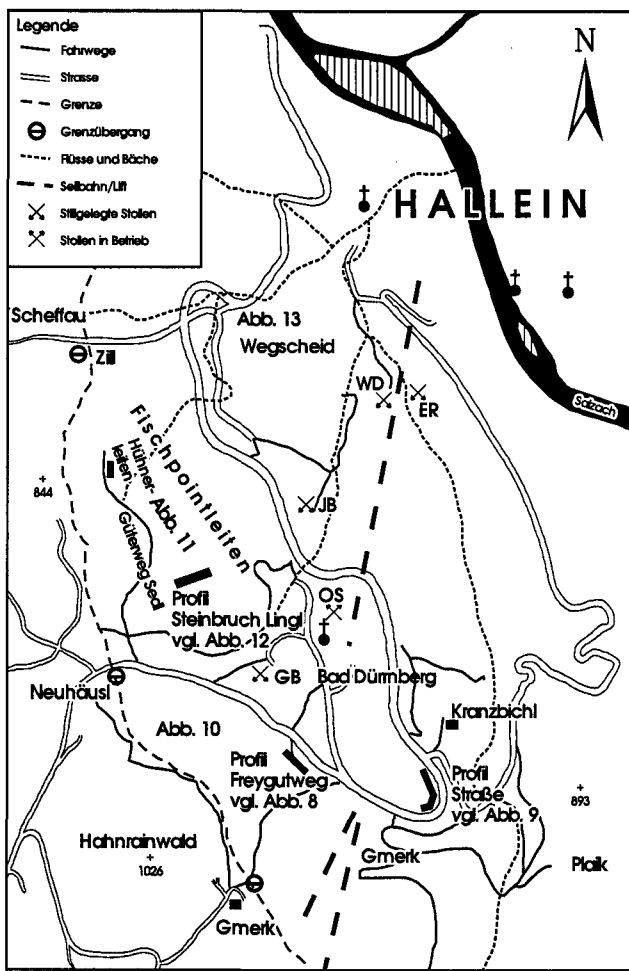 Legende
Fahrwege
Strasse
Grenze
Grenzübergang
Flüsse und Bäche
Seilbahn/Lift
Stillgelegte Stollen
Stollen in Betrieb
N
HALLEIN
Scheffau
Zill
Abb. 13
Wegscheid
WD
ER
Salzach
Fischpointleiten
Hühner-
leiten
Abb. 11
844
Güterweg Sedl
JB
Profil
Steinbruch Lingl
vgl. Abb. 12
OS
Neuhäusl
GB
Bad Dürrnberg
Kranzbichl
Abb. 10
Profil
Freygutweg
vgl. Abb. 8
Profil
Straße
vgl. Abb. 9
893
Hahnrainwald
1026
Gmerk
Plaik
Gmerk